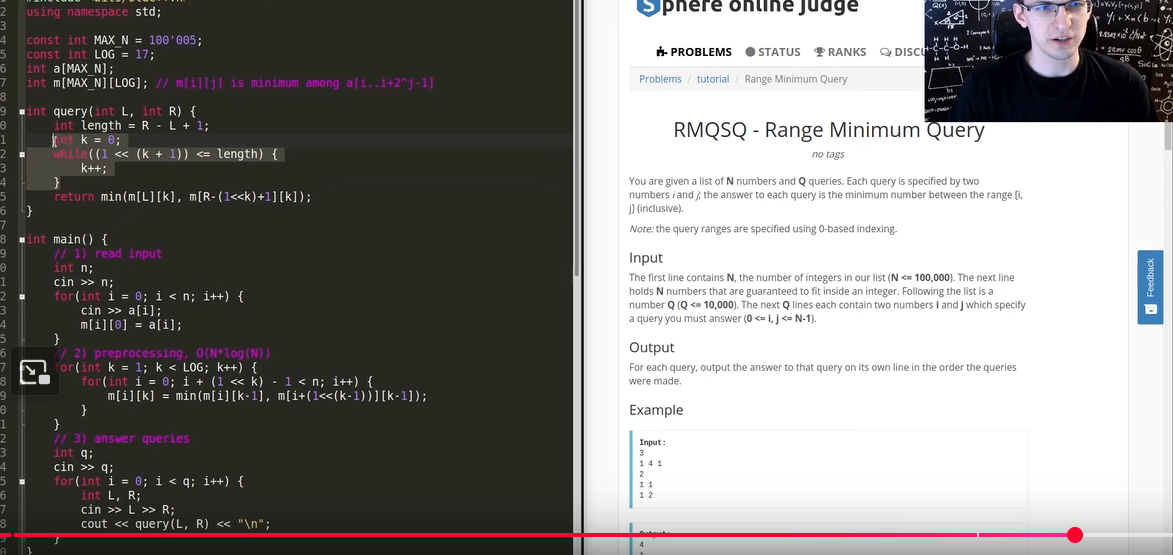 using namespace std;
const int MAX_N = 100'005;
const int LOG = 17;
int a[MAX_N];
int m[MAX_N][LOG]; // m[i][j] is minimum among a[i..i+2^j-1]
int query(int L, int R) {
int length = R - L + 1;
int k = 0;
while((1 << (k + 1)) <= length) {
k++;
}
return min(m[L][k], m[R-(1<<k)+1][k]);
}
int main() {
// 1) read input
int n;
cin >> n;
for(int i = 0; i < n; i++) {
cin >> a[i];
m[i][0] = a[i];
}
// 2) preprocessing, O(N*log(N))
for(int k = 1; k < LOG; k++) {
for(int i = 0; i + (1 << k) - 1 < n; i++) {
m[i][k] = min(m[i][k-1], m[i+(1<<(k-1))][k-1]);
}
}
// 3) answer queries
int q;
cin >> q;
for(int i = 0; i < q; i++) {
int L, R;
cin >> L >> R;
cout << query(L, R) << "\n";
}
}
Sphere online judge
PROBLEMS STATUS RANKS DISCU
Problems / tutorial / Range Minimum Query
RMQSQ - Range Minimum Query
no tags
You are given a list of N numbers and Q queries. Each query is specified by two
numbers i and j; the answer to each query is the minimum number between the range [i,
j] (inclusive).
Note: the query ranges are specified using 0-based indexing.
Input
The first line contains N, the number of integers in our list (N <= 100,000). The next line
holds N numbers that are guaranteed to fit inside an integer. Following the list is a
number Q (Q <= 10,000). The next Q lines each contain two numbers i and j which specify
a query you must answer (0 <= i, j <= N-1).
Output
For each query, output the answer to that query on its own line in the order the queries
were made.
Example
Input:
3
1 4 1
2
1 1
1 2
Output:
4
Feedback